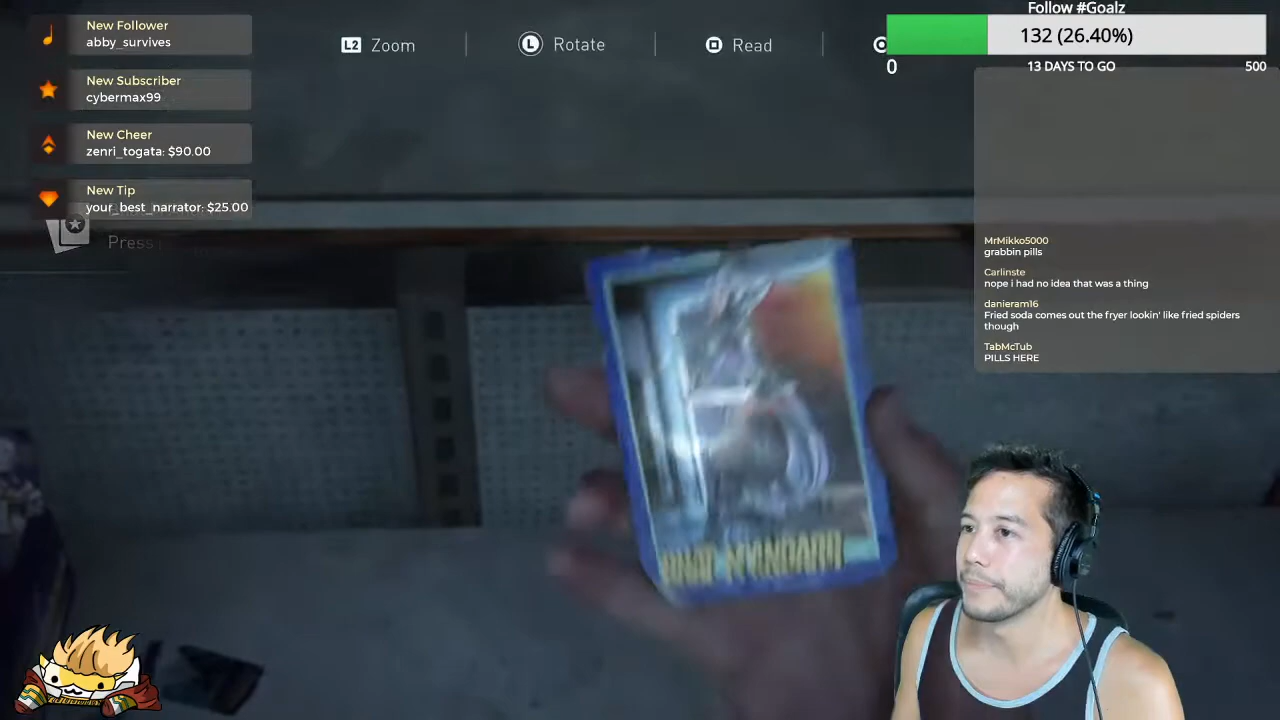 New Follower
abby_survives
New Subscriber
cybermax99
New Cheer
zenri_togata: $90.00
New Tip
your_best_narrator: $25.00
Press
L2 Zoom
L Rotate
Read
Follow #Goalz
132 (26.40%)
0
13 DAYS TO GO
500
MrMikko5000
grabbin pills
Carlinste
nope i had no idea that was a thing
danieram16
Fried soda comes out the fryer lookin' like fried spiders
though
TabMcTub
PILLS HERE